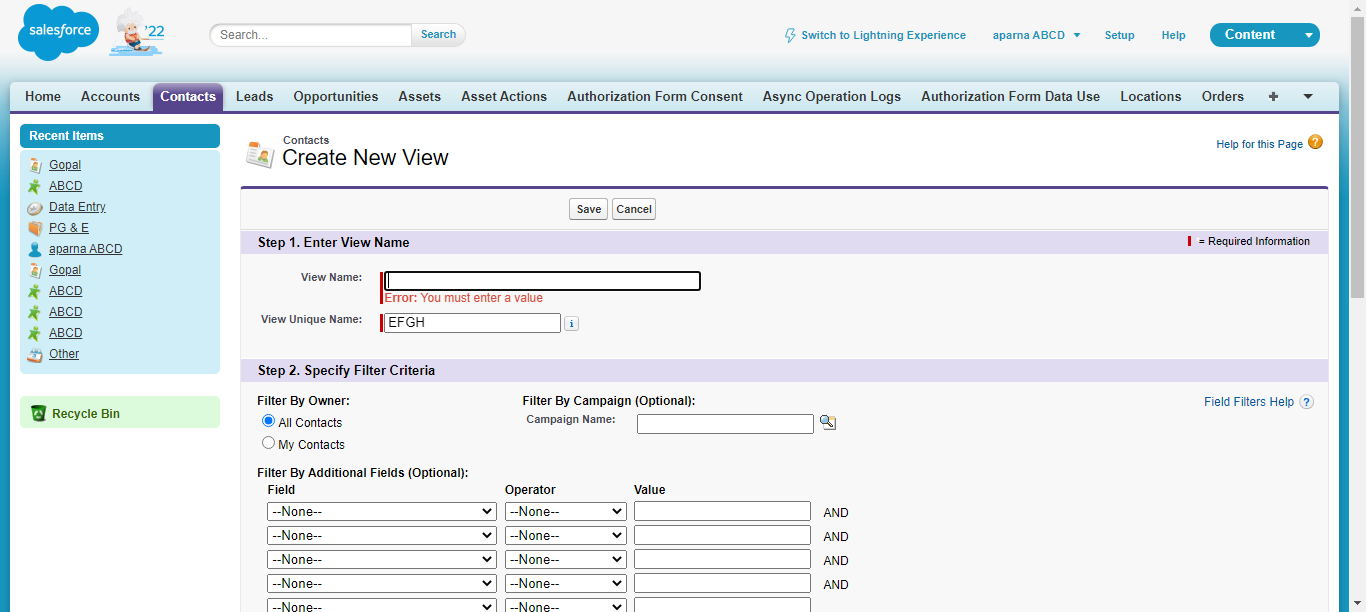 salesforce
'22
Search...
Search
Switch to Lightning Experience
aparna ABCD
Setup
Help
Content
Home Accounts Contacts Leads Opportunities Assets Asset Actions Authorization Form Consent Async Operation Logs Authorization Form Data Use Locations Orders +
Recent Items
Gopal
ABCD
Data Entry
PG & E
aparna ABCD
Gopal
ABCD
ABCD
ABCD
Other
Recycle Bin
Contacts
Create New View
Help for this Page ?
Save Cancel
Step 1. Enter View Name
= Required Information
View Name:
Error: You must enter a value
View Unique Name: EFGH i
Step 2. Specify Filter Criteria
Filter By Owner:
All Contacts
My Contacts
Filter By Campaign (Optional):
Campaign Name:
Field Filters Help ?
Filter By Additional Fields (Optional):
Field Operator Value
--None-- --None-- AND
--None-- --None-- AND
--None-- --None-- AND
--None-- --None-- AND
--None-- --None--